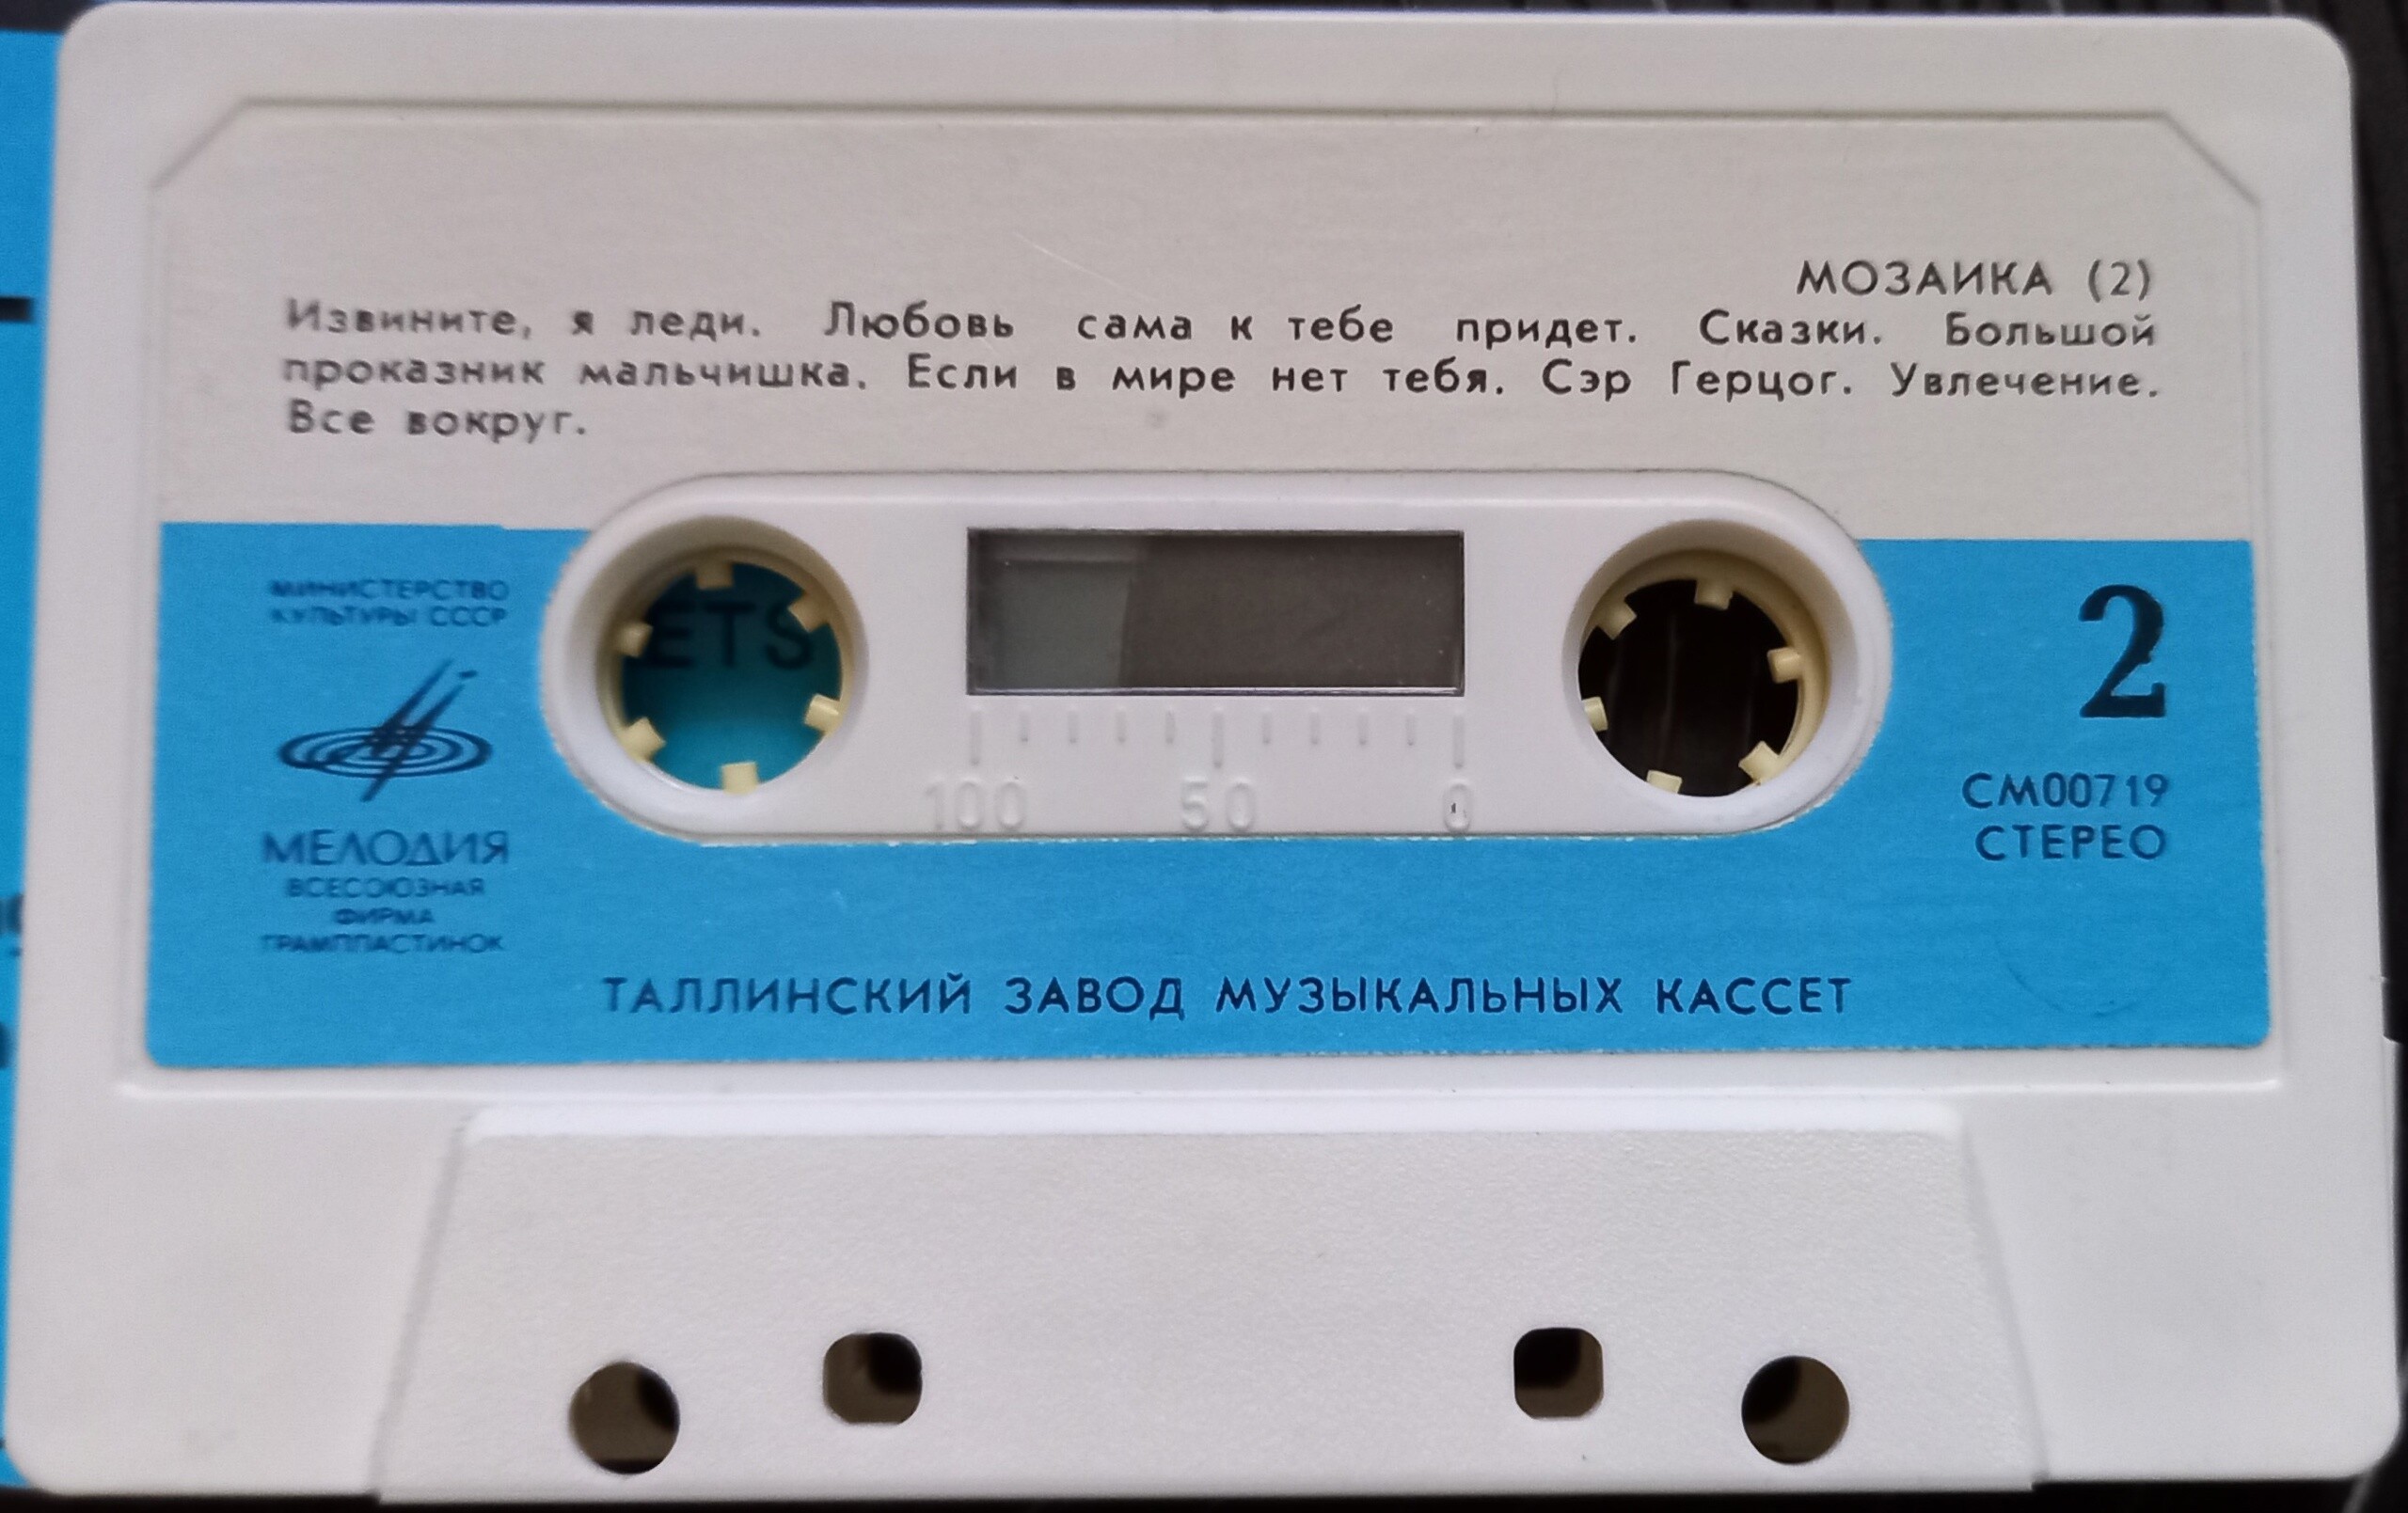 МОЗАИКА (2)
Извините, я леди. Любовь сама к тебе придет. Сказки. Большой
проказник мальчишка. Если в мире нет тебя. Сэр Герцог. Увлечение.
Все вокруг.
МИНИСТЕРСТВО
КУЛЬТУРЫ СССР
МЕЛОДИЯ
ВСЕСОЮЗНАЯ
ФИРМА
ГРАМПЛАСТИНОК
ETS
100 50 0
2
СМ00719
СТЕРЕО
ТАЛЛИНСКИЙ ЗАВОД МУЗЫКАЛЬНЫХ КАССЕТ